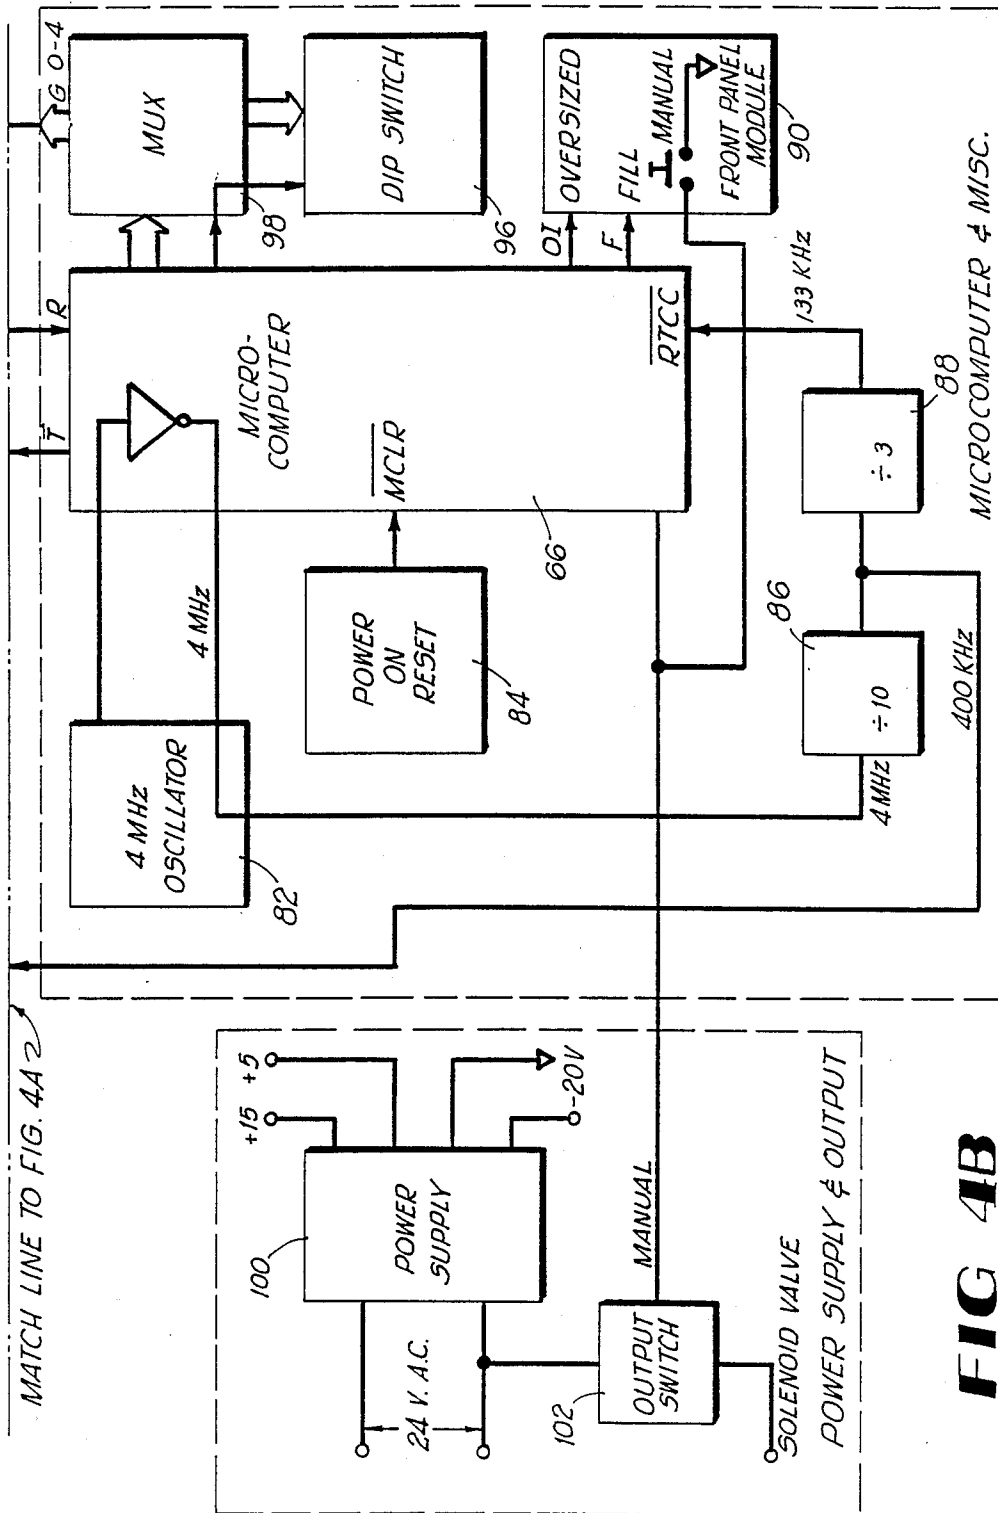 MATCH LINE TO FIG. 4A
T
R
G 0-4
4 MHz
OSCILLATOR
82
4 MHz
MICRO-
COMPUTER
MCLR
RTCC
66
MUX
98
DIP SWITCH
96
POWER
ON
RESET
84
OI
F
OVERSIZED
FILL
MANUAL
FRONT PANEL
MODULE
90
133 KHz
4MHz
÷10
86
÷3
88
400 KHz
MICROCOMPUTER & MISC.
+15
+5
-20V
100
POWER
SUPPLY
24 V. A.C.
MANUAL
OUTPUT
SWITCH
102
SOLENOID VALVE
POWER SUPPLY & OUTPUT
FIG 4B